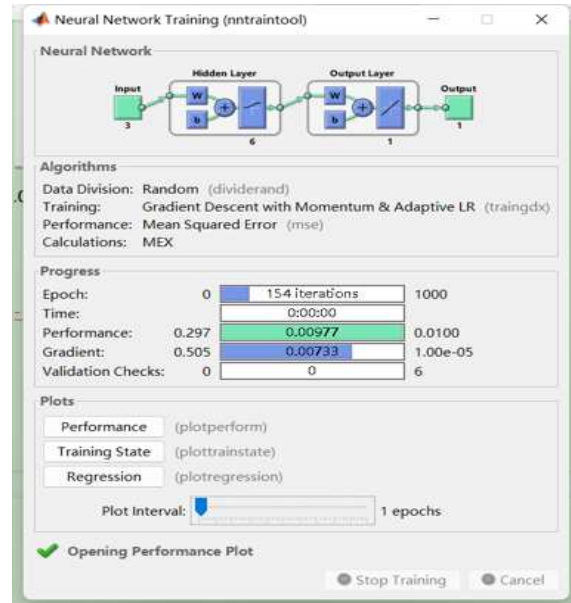 Neural Network Training (nntraintool)
Neural Network
Hidden Layer
Output Layer
Input
Output
W
b
W
b
3
6
1
1
Algorithms
Data Division: Random (dividerand)
Training: Gradient Descent with Momentum & Adaptive LR (traingdx)
Performance: Mean Squared Error (mse)
Calculations: MEX
Progress
Epoch: 0 154 iterations 1000
Time: 0:00:00
Performance: 0.297 0.00977 0.0100
Gradient: 0.505 0.00733 1.00e-05
Validation Checks: 0 0 6
Plots
Performance (plotperform)
Training State (plottrainstate)
Regression (plotregression)
Plot Interval: 1 epochs
Opening Performance Plot
Stop Training Cancel